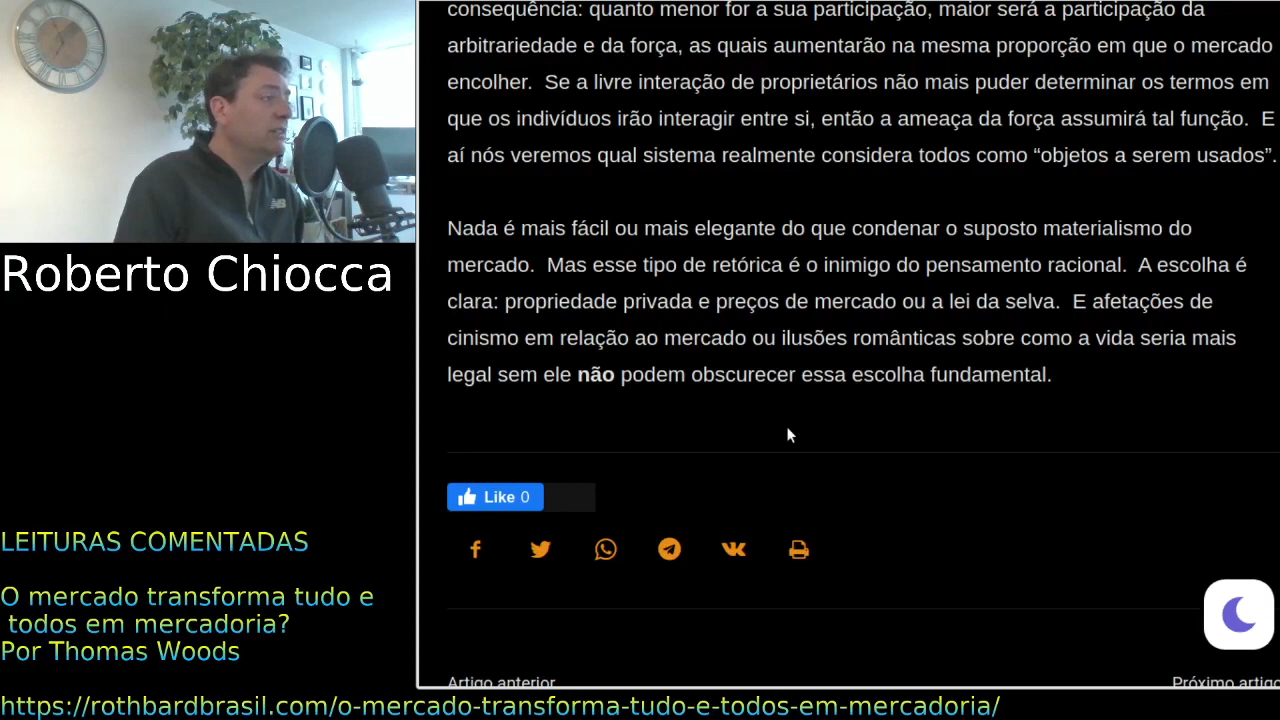 consequência: quanto menor for a sua participação, maior será a participação da
arbitrariedade e da força, as quais aumentarão na mesma proporção em que o mercado
encolher.  Se a livre interação de proprietários não mais puder determinar os termos em
que os indivíduos irão interagir entre si, então a ameaça da força assumirá tal função.  E
aí nós veremos qual sistema realmente considera todos como “objetos a serem usados”.
Nada é mais fácil ou mais elegante do que condenar o suposto materialismo do
mercado.  Mas esse tipo de retórica é o inimigo do pensamento racional.  A escolha é
clara: propriedade privada e preços de mercado ou a lei da selva.  E afetações de
cinismo em relação ao mercado ou ilusões românticas sobre como a vida seria mais
legal sem ele não podem obscurecer essa escolha fundamental.
Like 0
Artigo anterior
Próximo artigo
Roberto Chiocca
LEITURAS COMENTADAS
O mercado transforma tudo e
todos em mercadoria?
Por Thomas Woods
https://rothbardbrasil.com/o-mercado-transforma-tudo-e-todos-em-mercadoria/